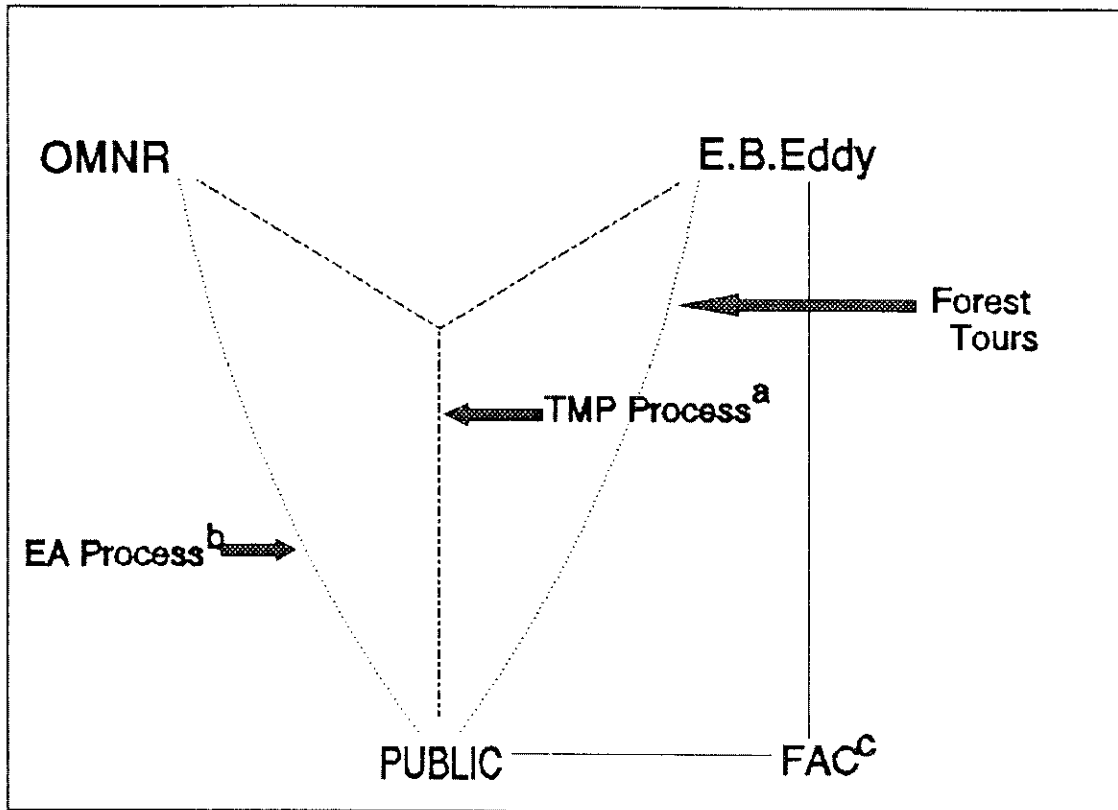 OMNR
E.B.Eddy
Forest
Tours
TMP Process^a
EA Process^b
PUBLIC
FAC^c